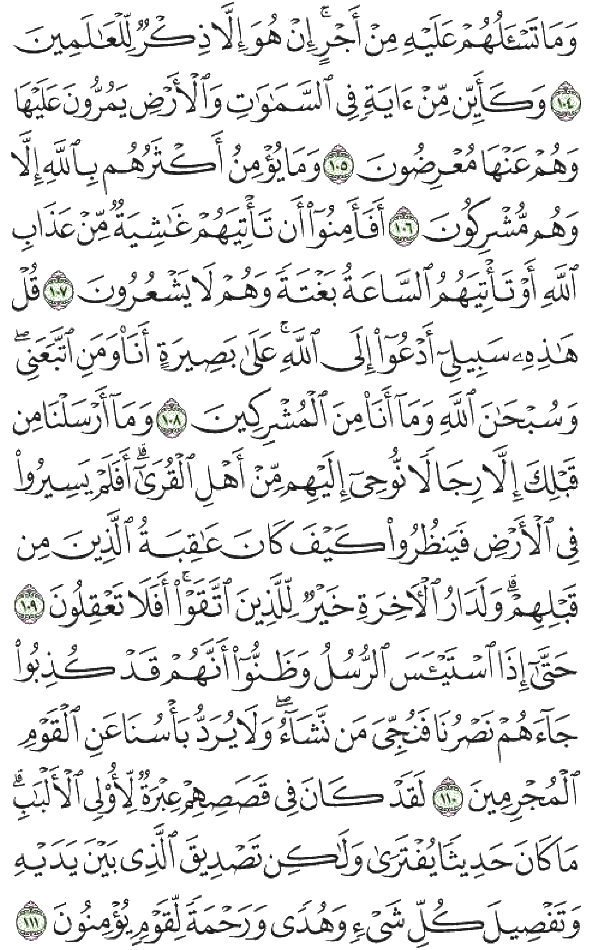 وَمَا تَسْـَٔلُهُمْ عَلَيْهِ مِنْ أَجْرٍ ۚ إِنْ هُوَ إِلَّا ذِكْرٌ لِّلْعَٰلَمِينَ
١٠٤ وَكَأَيِّن مِّنْ ءَايَةٍ فِى ٱلسَّمَٰوَٰتِ وَٱلْأَرْضِ يَمُرُّونَ عَلَيْهَا
وَهُمْ عَنْهَا مُعْرِضُونَ ١٠٥ وَمَا يُؤْمِنُ أَكْثَرُهُم بِٱللَّهِ إِلَّا
وَهُم مُّشْرِكُونَ ١٠٦ أَفَأَمِنُوٓا۟ أَن تَأْتِيَهُمْ غَٰشِيَةٌ مِّنْ عَذَابِ
ٱللَّهِ أَوْ تَأْتِيَهُمُ ٱلسَّاعَةُ بَغْتَةً وَهُمْ لَا يَشْعُرُونَ ١٠٧ قُلْ
هَٰذِهِۦ سَبِيلِىٓ أَدْعُوٓا۟ إِلَى ٱللَّهِ ۚ عَلَىٰ بَصِيرَةٍ أَنَا۠ وَمَنِ ٱتَّبَعَنِى ۖ
وَسُبْحَٰنَ ٱللَّهِ وَمَآ أَنَا۠ مِنَ ٱلْمُشْرِكِينَ ١٠٨ وَمَآ أَرْسَلْنَا مِن
قَبْلِكَ إِلَّا رِجَالًا نُّوحِىٓ إِلَيْهِم مِّنْ أَهْلِ ٱلْقُرَىٰٓ ۗ أَفَلَمْ يَسِيرُوا۟
فِى ٱلْأَرْضِ فَيَنظُرُوا۟ كَيْفَ كَانَ عَٰقِبَةُ ٱلَّذِينَ مِن
قَبْلِهِمْ ۗ وَلَدَارُ ٱلْـَٔاخِرَةِ خَيْرٌ لِّلَّذِينَ ٱتَّقَوْا۟ ۗ أَفَلَا تَعْقِلُونَ ١٠٩
حَتَّىٰٓ إِذَا ٱسْتَيْـَٔسَ ٱلرُّسُلُ وَظَنُّوٓا۟ أَنَّهُمْ قَدْ كُذِبُوا۟
جَآءَهُمْ نَصْرُنَا فَنُجِّىَ مَن نَّشَآءُ ۖ وَلَا يُرَدُّ بَأْسُنَا عَنِ ٱلْقَوْمِ
ٱلْمُجْرِمِينَ ١١٠ لَقَدْ كَانَ فِى قَصَصِهِمْ عِبْرَةٌ لِّأُو۟لِى ٱلْأَلْبَٰبِ ۗ
مَا كَانَ حَدِيثًا يُفْتَرَىٰ وَلَٰكِن تَصْدِيقَ ٱلَّذِى بَيْنَ يَدَيْهِ
وَتَفْصِيلَ كُلِّ شَىْءٍ وَهُدًى وَرَحْمَةً لِّقَوْمٍ يُؤْمِنُونَ ١١١